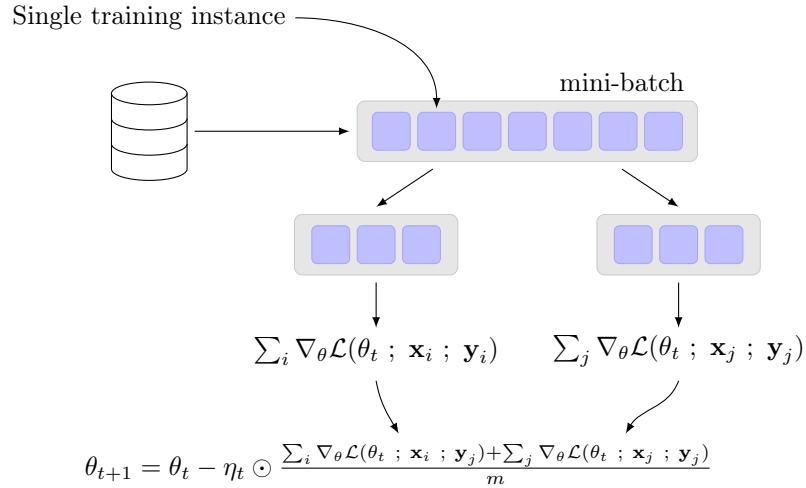 Single training instance
mini-batch
∑_i ∇_θ ℒ(θ_t ; 𝐱_i ; 𝐲_i)
∑_j ∇_θ ℒ(θ_t ; 𝐱_j ; 𝐲_j)
θ_{t+1} = θ_t − η_t ⊙ \frac{∑_i ∇_θ ℒ(θ_t ; 𝐱_i ; 𝐲_j)+∑_j ∇_θ ℒ(θ_t ; 𝐱_j ; 𝐲_j)}{m}